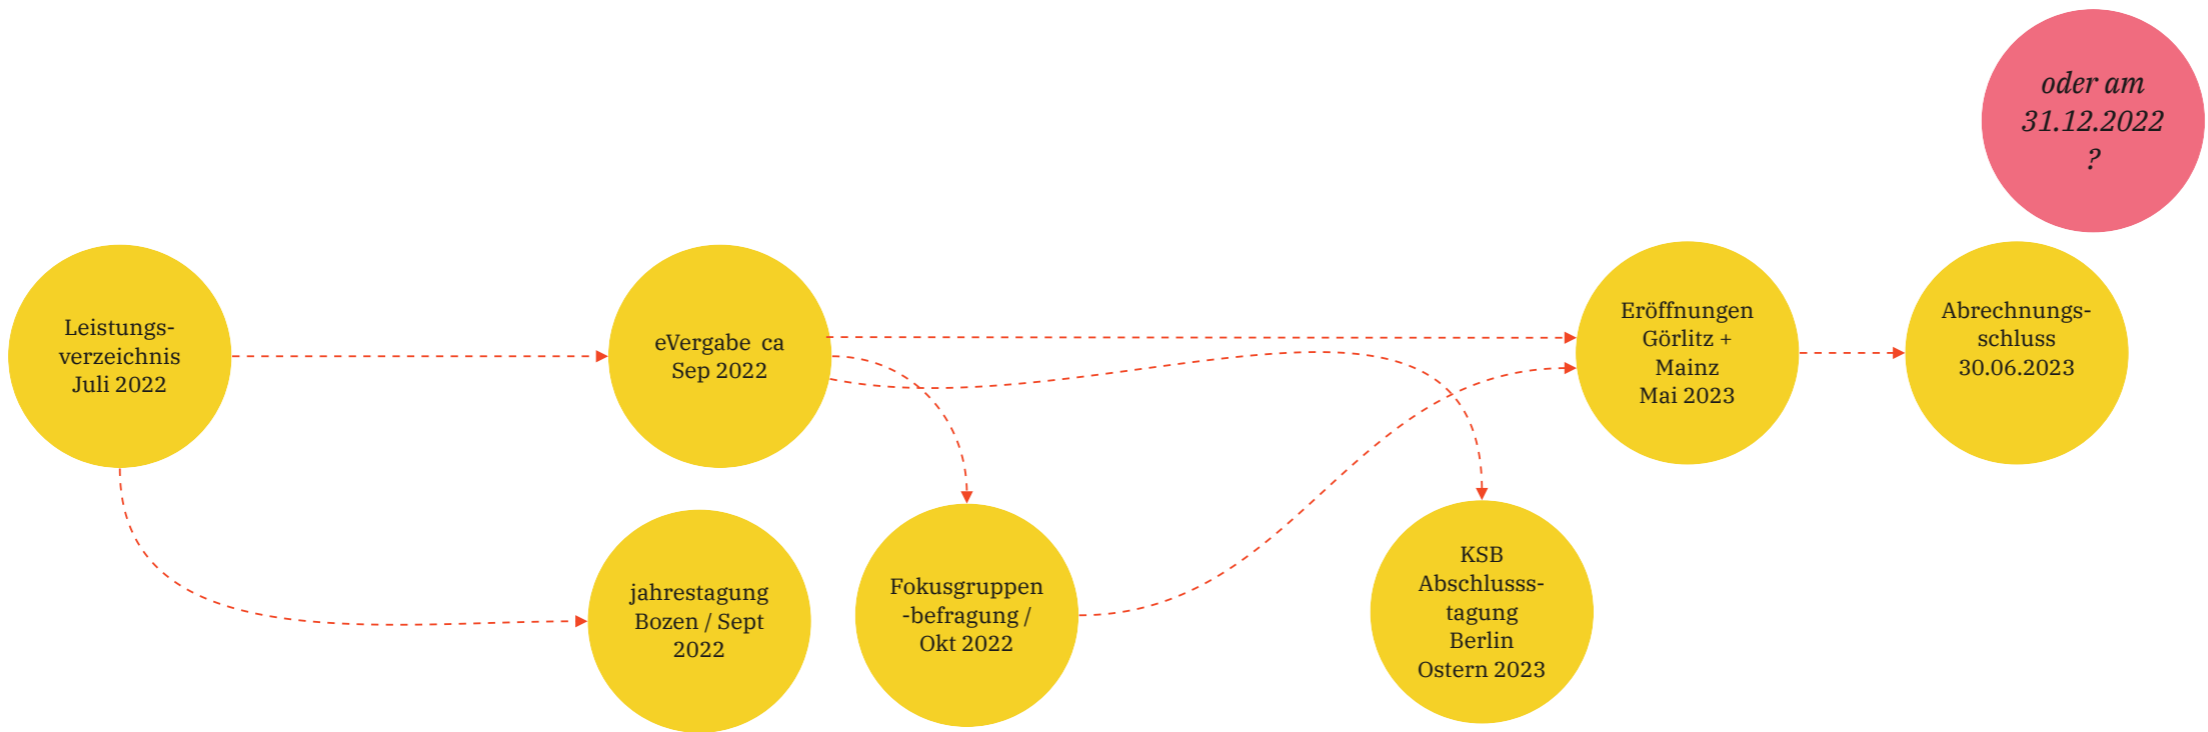 oder am
31.12.2022
?
Leistungs-
verzeichnis
Juli 2022
eVergabe ca
Sep 2022
Eröffnungen
Görlitz +
Mainz
Mai 2023
Abrechnungs-
schluss
30.06.2023
jahrestagung
Bozen / Sept
2022
Fokusgruppen
-befragung /
Okt 2022
KSB
Abschlusss-
tagung
Berlin
Ostern 2023